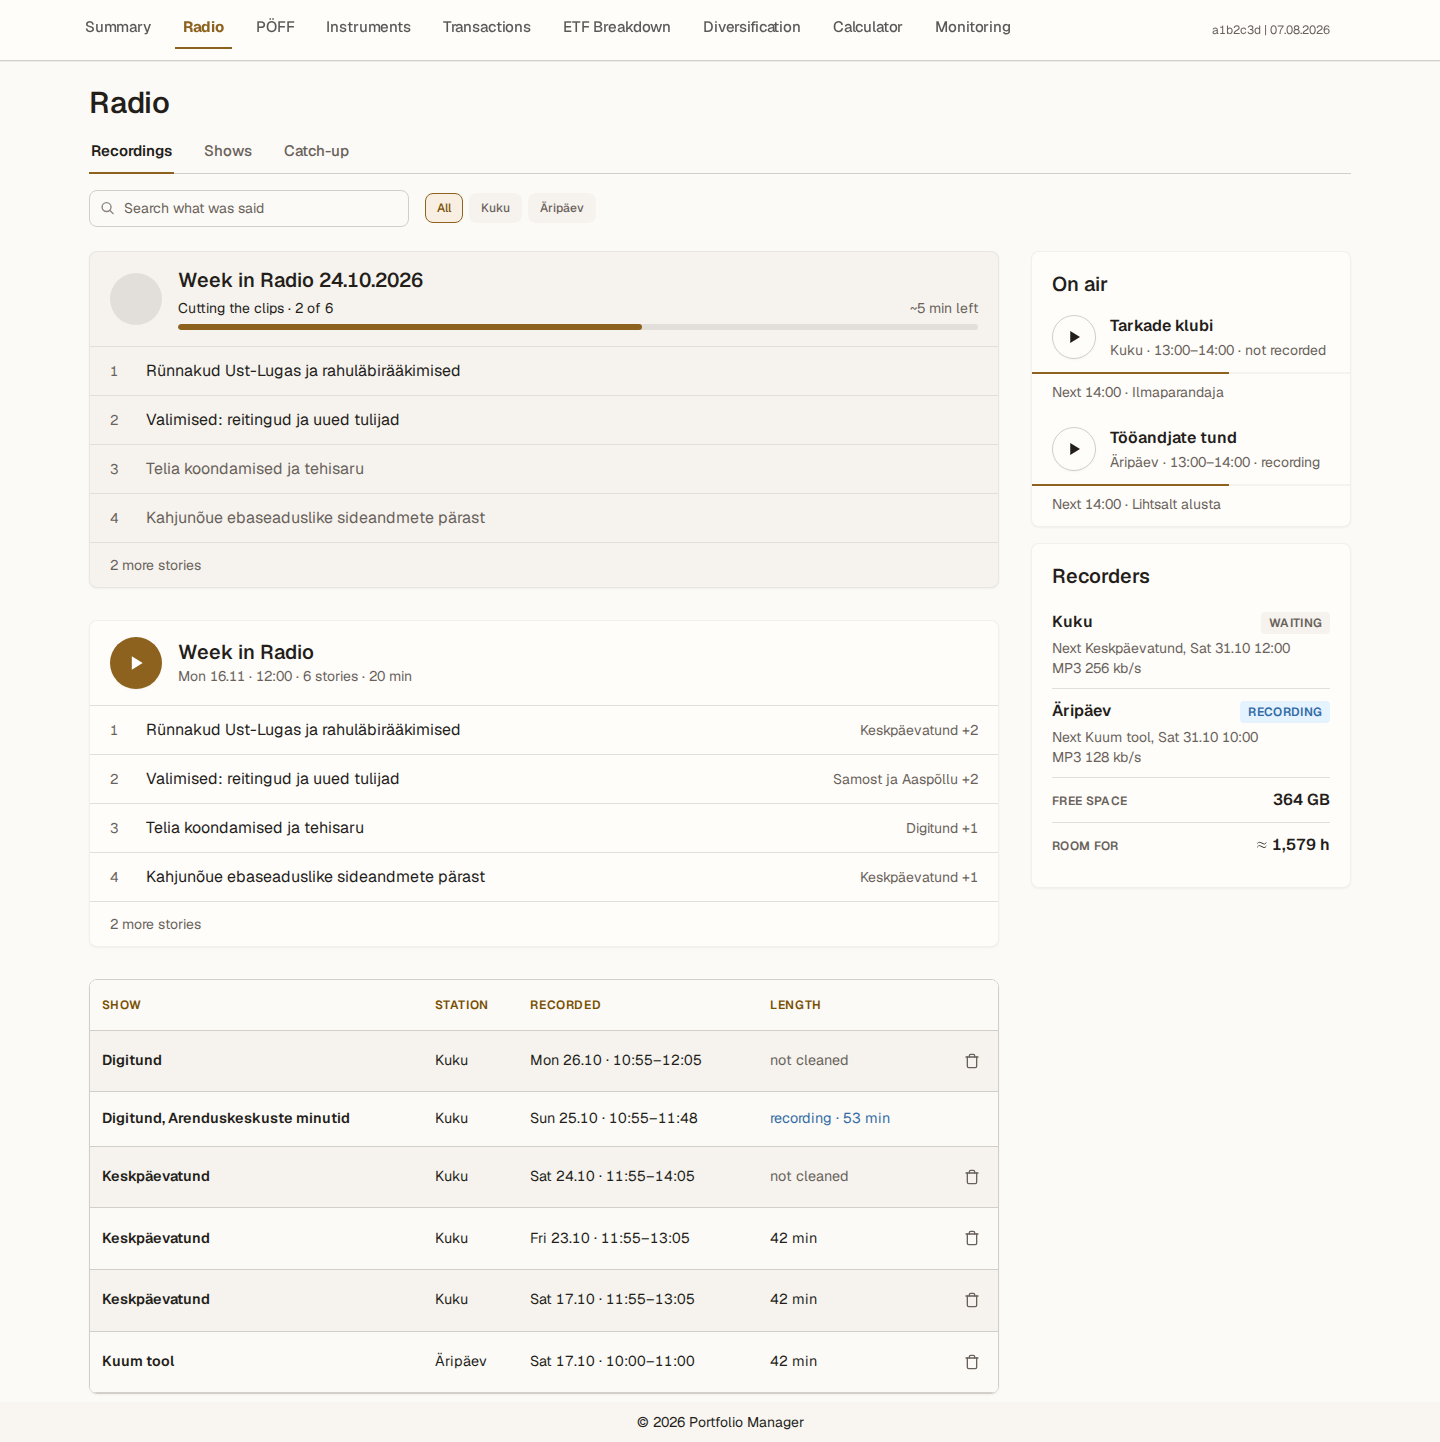 Summary Radio PÖFF Instruments Transactions ETF Breakdown Diversification Calculator Monitoring a1b2c3d | 07.08.2026
Radio
Recordings Shows Catch-up
Search what was said All Kuku Äripäev
Week in Radio 24.10.2026
Cutting the clips · 2 of 6 ~5 min left
1 Rünnakud Ust-Lugas ja rahuläbirääkimised
2 Valimised: reitingud ja uued tulijad
3 Telia koondamised ja tehisaru
4 Kahjunõue ebaseaduslike sideandmete pärast
2 more stories
Week in Radio
Mon 16.11 · 12:00 · 6 stories · 20 min
1 Rünnakud Ust-Lugas ja rahuläbirääkimised Keskpäevatund +2
2 Valimised: reitingud ja uued tulijad Samost ja Aaspõllu +2
3 Telia koondamised ja tehisaru Digitund +1
4 Kahjunõue ebaseaduslike sideandmete pärast Keskpäevatund +1
2 more stories
SHOW STATION RECORDED LENGTH
Digitund Kuku Mon 26.10 · 10:55–12:05 not cleaned
Digitund, Arenduskeskuste minutid Kuku Sun 25.10 · 10:55–11:48 recording · 53 min
Keskpäevatund Kuku Sat 24.10 · 11:55–14:05 not cleaned
Keskpäevatund Kuku Fri 23.10 · 11:55–13:05 42 min
Keskpäevatund Kuku Sat 17.10 · 11:55–13:05 42 min
Kuum tool Äripäev Sat 17.10 · 10:00–11:00 42 min
On air
Tarkade klubi
Kuku · 13:00–14:00 · not recorded
Next 14:00 · Ilmaparandaja
Tööandjate tund
Äripäev · 13:00–14:00 · recording
Next 14:00 · Lihtsalt alusta
Recorders
Kuku WAITING
Next Keskpäevatund, Sat 31.10 12:00
MP3 256 kb/s
Äripäev RECORDING
Next Kuum tool, Sat 31.10 10:00
MP3 128 kb/s
FREE SPACE 364 GB
ROOM FOR ≈ 1,579 h
© 2026 Portfolio Manager